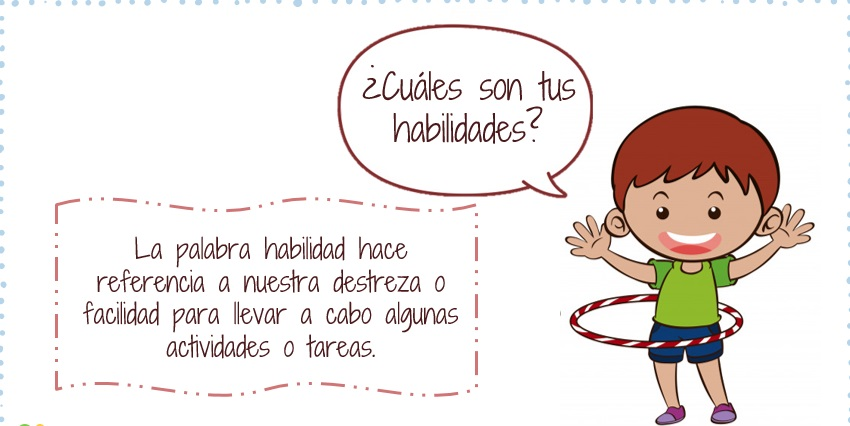 ¿Cuáles son tus
habilidades?
La palabra habilidad hace
referencia a nuestra destreza o
facilidad para llevar a cabo algunas
actividades o tareas.